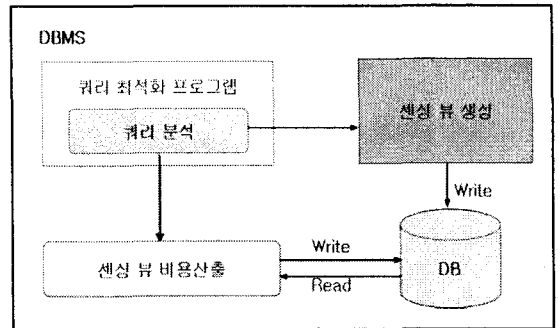 DBMS
쿼리 최적화 프로그램
쿼리 분석
센싱 뷰 생성
Write
센싱 뷰 비용산출
Write
Read
DB